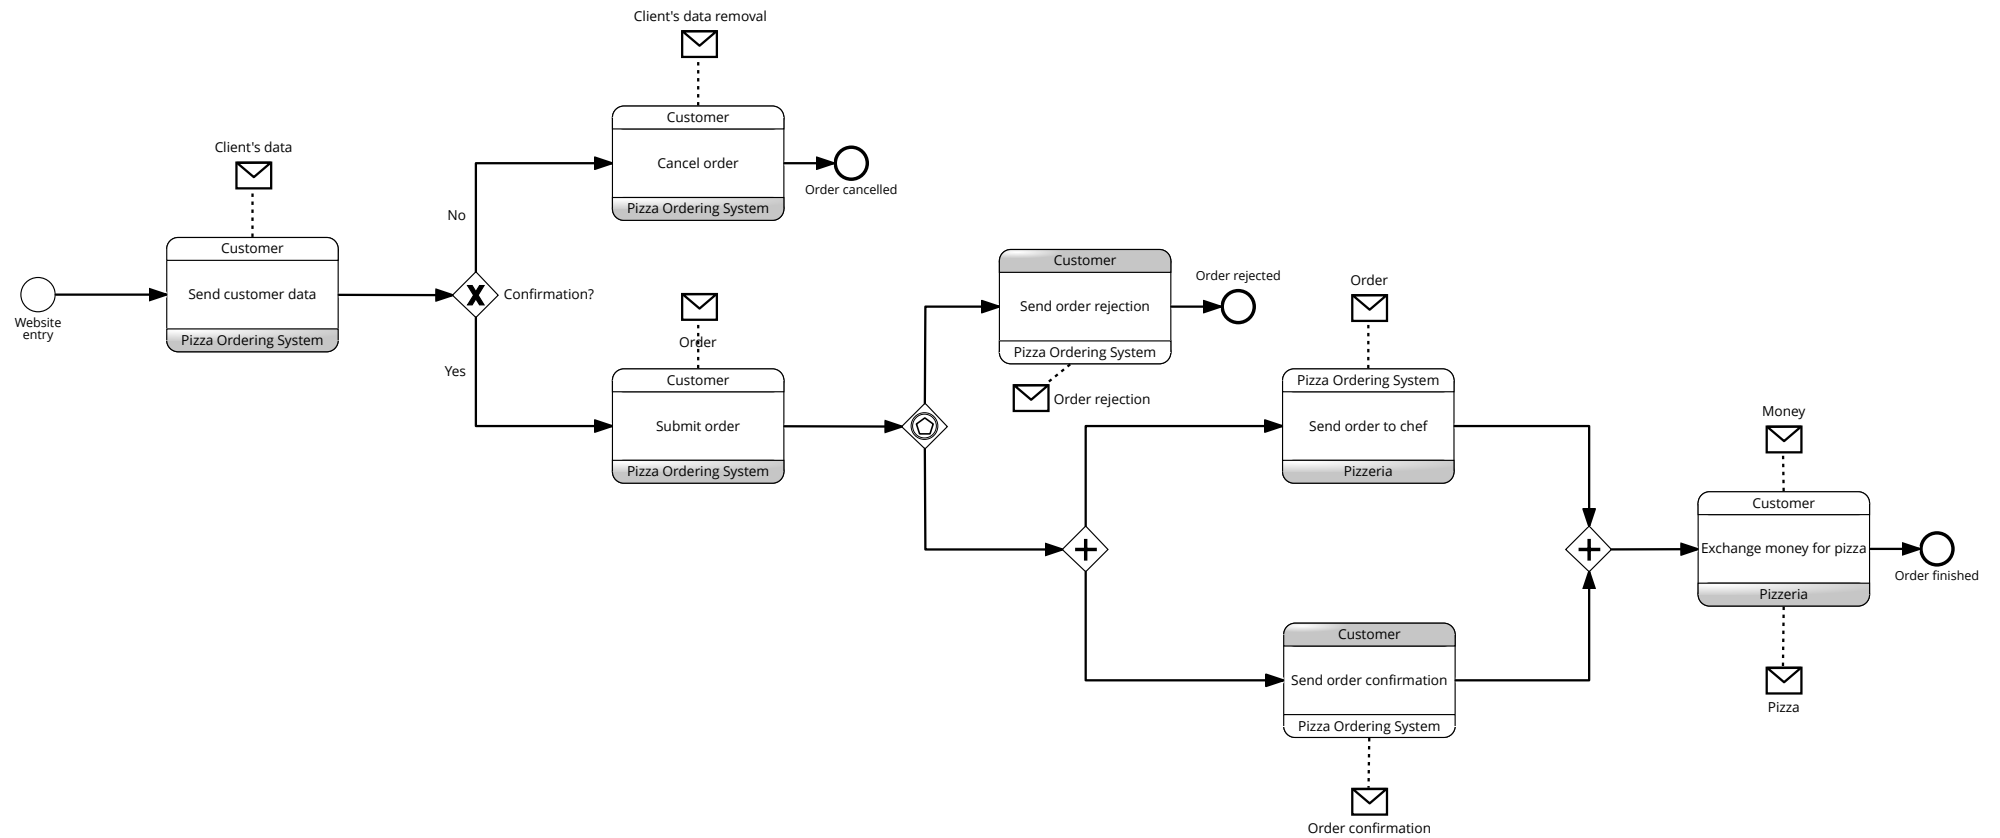 Client's data removal
Customer
Cancel order
Pizza Ordering System
Order cancelled
Client's data
Customer
Send customer data
Pizza Ordering System
Website
entry
No
Confirmation?
Yes
Order
Customer
Submit order
Pizza Ordering System
Customer
Send order rejection
Pizza Ordering System
Order rejected
Order rejection
Order
Pizza Ordering System
Send order to chef
Pizzeria
Customer
Send order confirmation
Pizza Ordering System
Order confirmation
Money
Customer
Exchange money for pizza
Pizzeria
Pizza
Order finished